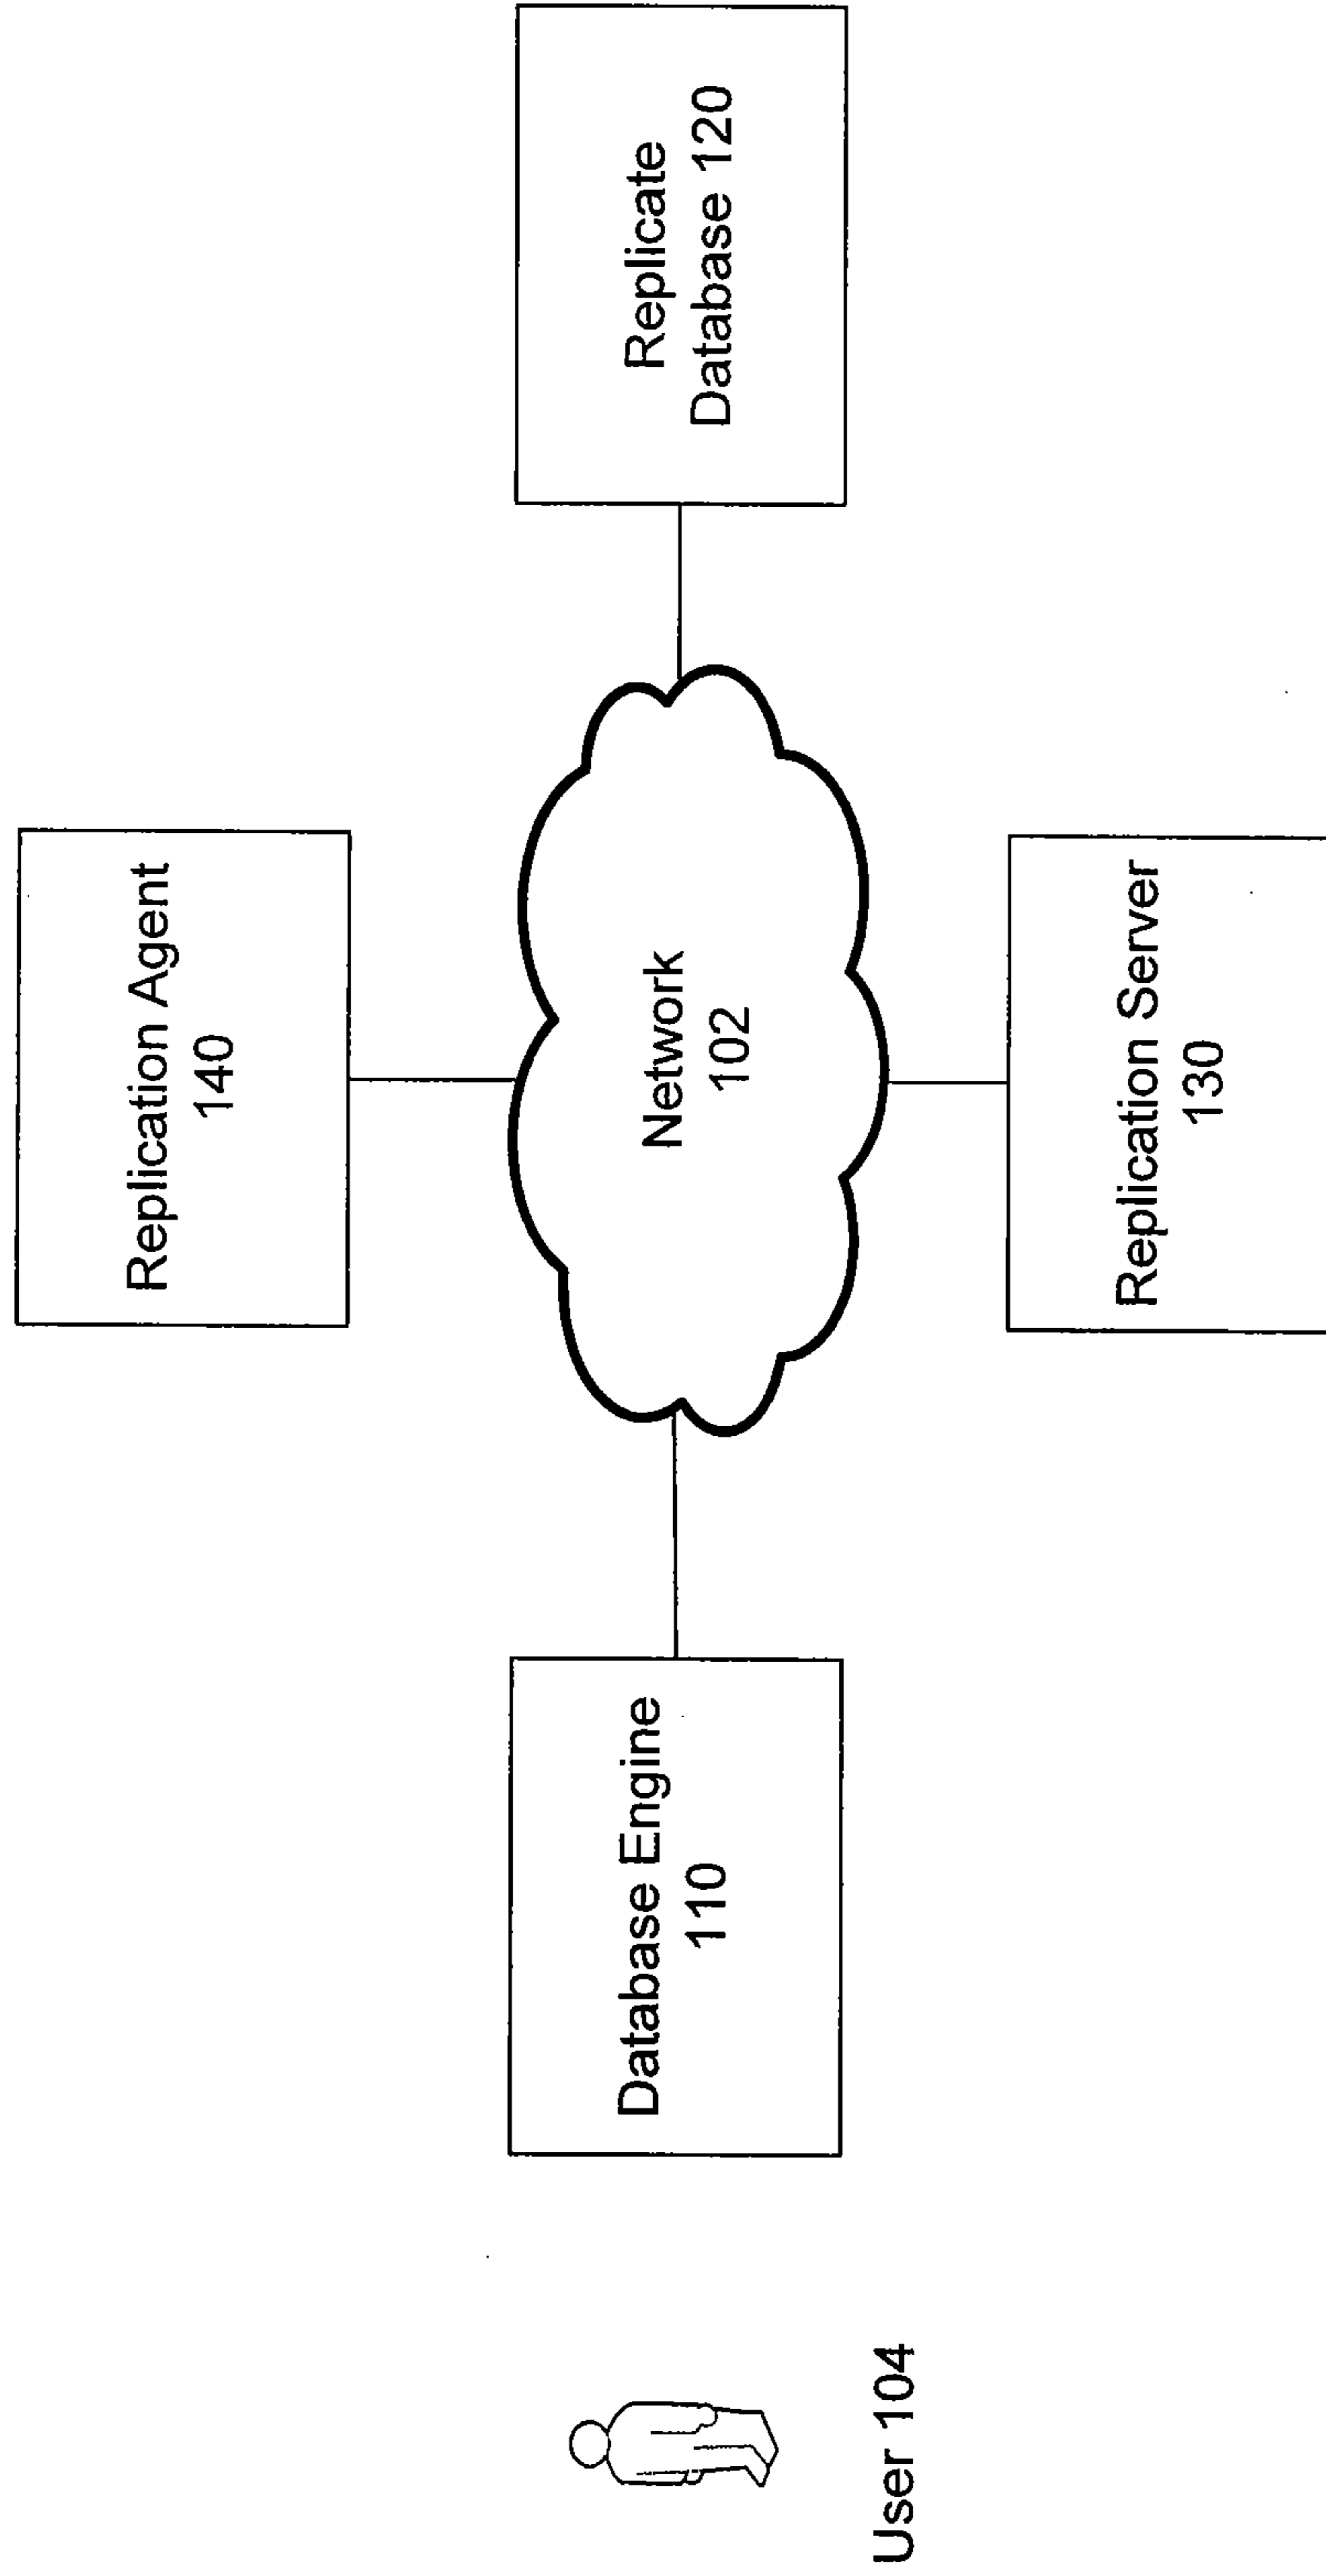 Replication Agent
140
User 104
Database Engine
110
Network
102
Replicate
Database 120
Replication Server
130